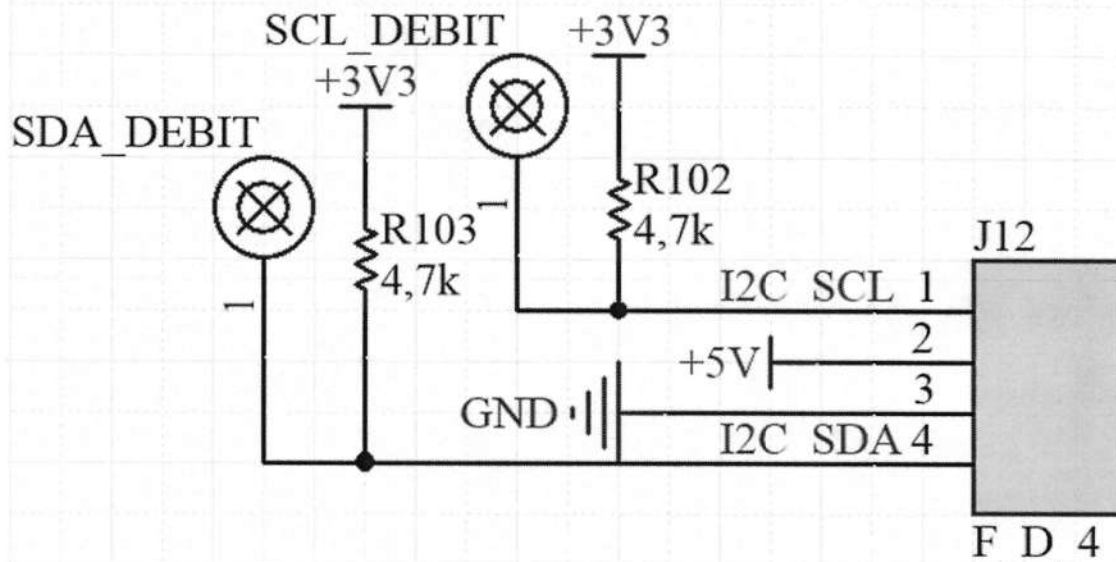 SCL_DEBIT
+3V3
+3V3
SDA_DEBIT
1
R102
4,7k
R103
4,7k
1
J12
I2C SCL 1
2
+5V
3
GND
I2C SDA 4
F D 4